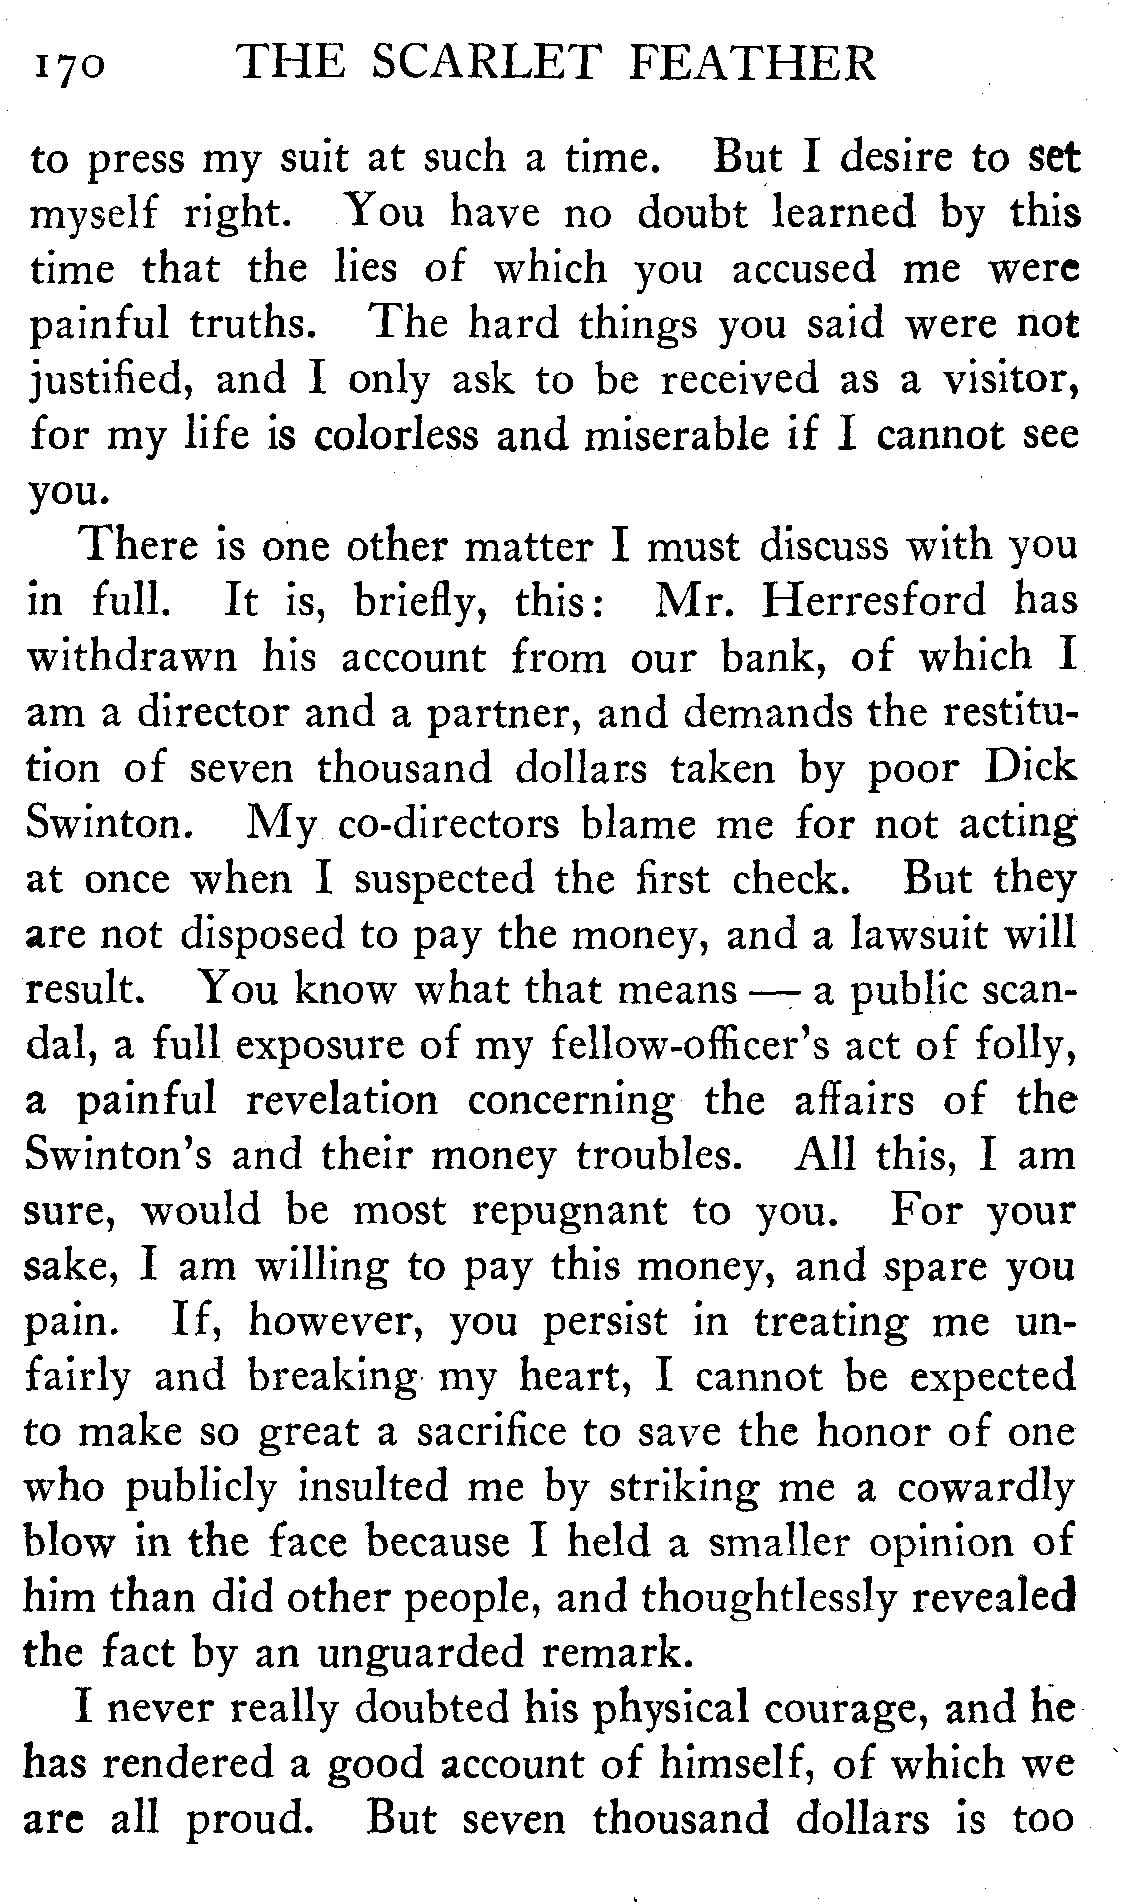 170 THE SCARLET FEATHER
to press my suit at such a time. But I desire to set
myself right. You have no doubt learned by this
time that the lies of which you accused me were
painful truths. The hard things you said were not
justified, and I only ask to be received as a visitor,
for my life is colorless and miserable if I cannot see
you.
There is one other matter I must discuss with you
in full. It is, briefly, this: Mr. Herresford has
withdrawn his account from our bank, of which I
am a director and a partner, and demands the restitu-
tion of seven thousand dollars taken by poor Dick
Swinton. My co-directors blame me for not acting
at once when I suspected the first check. But they
are not disposed to pay the money, and a lawsuit will
result. You know what that means — a public scan-
dal, a full exposure of my fellow-officer's act of folly,
a painful revelation concerning the affairs of the
Swinton's and their money troubles. All this, I am
sure, would be most repugnant to you. For your
sake, I am willing to pay this money, and spare you
pain. If, however, you persist in treating me un-
fairly and breaking my heart, I cannot be expected
to make so great a sacrifice to save the honor of one
who publicly insulted me by striking me a cowardly
blow in the face because I held a smaller opinion of
him than did other people, and thoughtlessly revealed
the fact by an unguarded remark.
I never really doubted his physical courage, and he
has rendered a good account of himself, of which we
are all proud. But seven thousand dollars is too